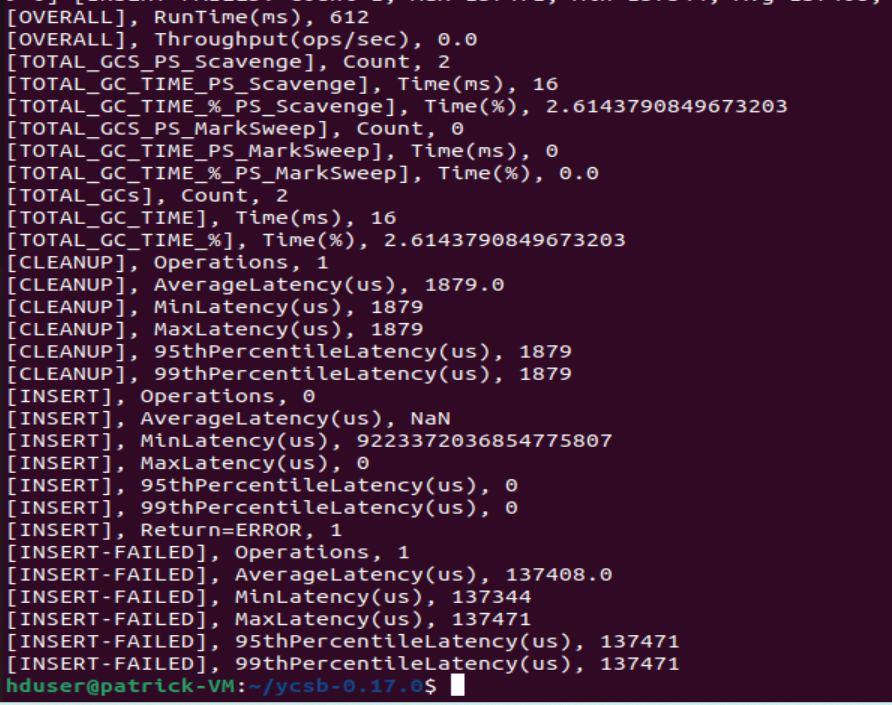 [OVERALL], RunTime(ms), 612
[OVERALL], Throughput(ops/sec), 0.0
[TOTAL_GCS_PS_Scavenge], Count, 2
[TOTAL_GC_TIME_PS_Scavenge], Time(ms), 16
[TOTAL_GC_TIME_%_PS_Scavenge], Time(%), 2.6143790849673203
[TOTAL_GCS_PS_MarkSweep], Count, 0
[TOTAL_GC_TIME_PS_MarkSweep], Time(ms), 0
[TOTAL_GC_TIME_%_PS_MarkSweep], Time(%), 0.0
[TOTAL_GCs], Count, 2
[TOTAL_GC_TIME], Time(ms), 16
[TOTAL_GC_TIME_%], Time(%), 2.6143790849673203
[CLEANUP], Operations, 1
[CLEANUP], AverageLatency(us), 1879.0
[CLEANUP], MinLatency(us), 1879
[CLEANUP], MaxLatency(us), 1879
[CLEANUP], 95thPercentileLatency(us), 1879
[CLEANUP], 99thPercentileLatency(us), 1879
[INSERT], Operations, 0
[INSERT], AverageLatency(us), NaN
[INSERT], MinLatency(us), 9223372036854775807
[INSERT], MaxLatency(us), 0
[INSERT], 95thPercentileLatency(us), 0
[INSERT], 99thPercentileLatency(us), 0
[INSERT], Return=ERROR, 1
[INSERT-FAILED], Operations, 1
[INSERT-FAILED], AverageLatency(us), 137408.0
[INSERT-FAILED], MinLatency(us), 137344
[INSERT-FAILED], MaxLatency(us), 137471
[INSERT-FAILED], 95thPercentileLatency(us), 137471
[INSERT-FAILED], 99thPercentileLatency(us), 137471
hduser@patrick-VM:~/ycsb-0.17.0$